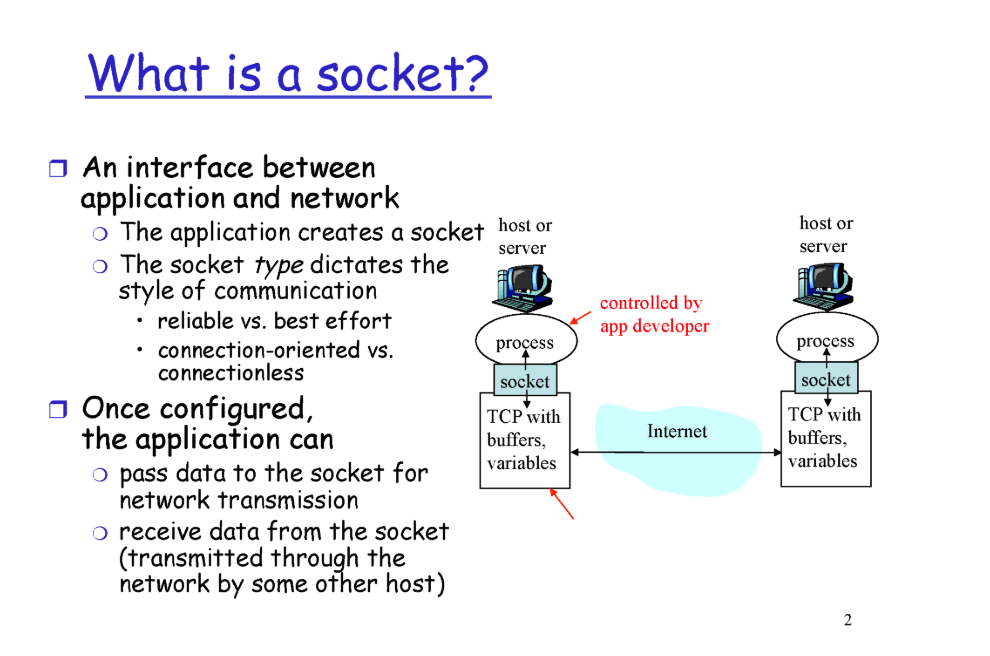 What is a socket?
An interface between
application and network
The application creates a socket
The socket type dictates the
style of communication
• reliable vs. best effort
• connection-oriented vs.
connectionless
Once configured,
the application can
pass data to the socket for
network transmission
receive data from the socket
(transmitted through the
network by some other host)
host or
server
controlled by
app developer
process
socket
TCP with
buffers,
variables
Internet
host or
server
process
socket
TCP with
buffers,
variables
2